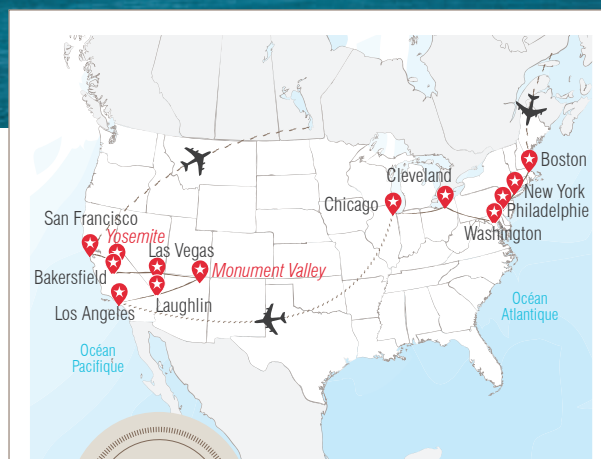 Boston
Cleveland
New York
Chicago
Philadelphie
San Francisco
Washington
Yosemite
Las Vegas
Monument Valley
Bakersfield
Laughlin
Los Angeles
Océan
Atlantique
Océan
Pacifique